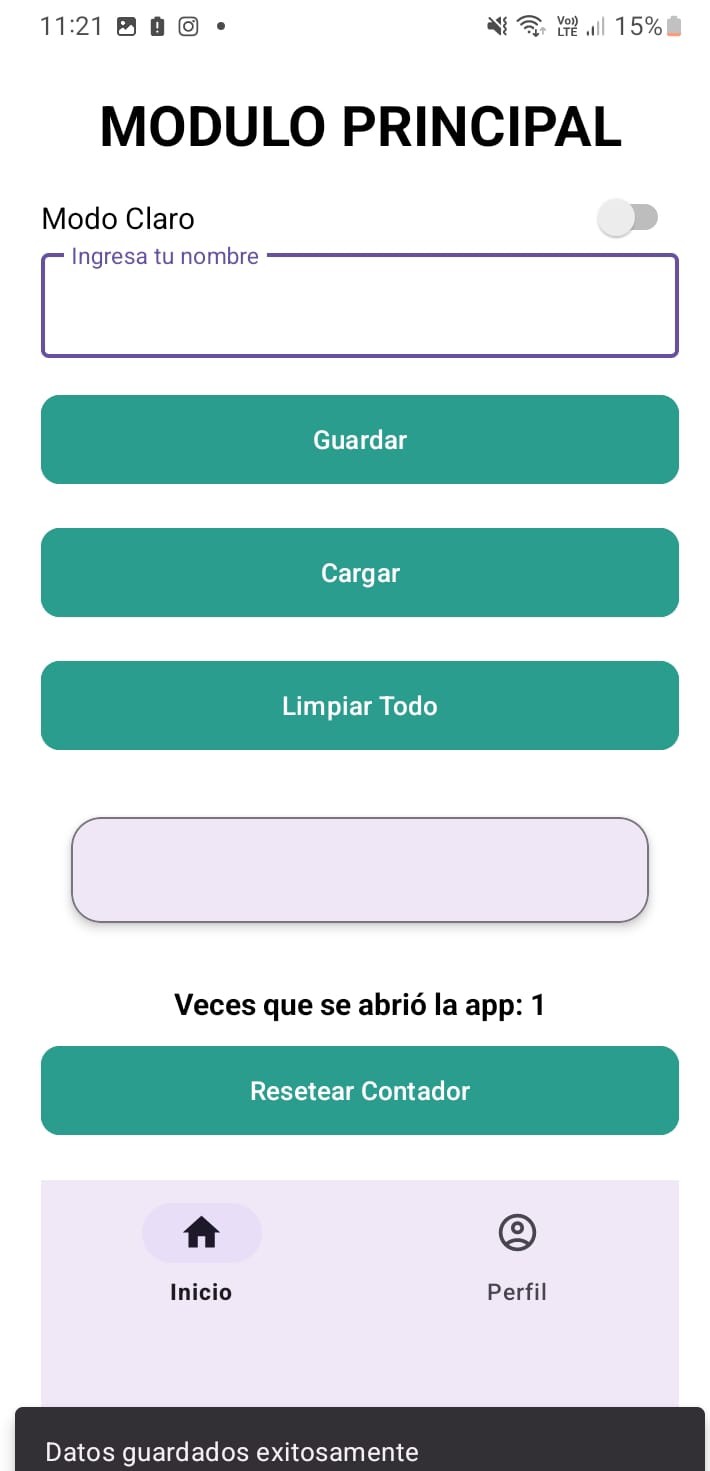 11:21 Vo)) LTE 15%
MODULO PRINCIPAL
Modo Claro
Ingresa tu nombre
Guardar
Cargar
Limpiar Todo
Veces que se abrió la app: 1
Resetear Contador
Inicio Perfil
Datos guardados exitosamente